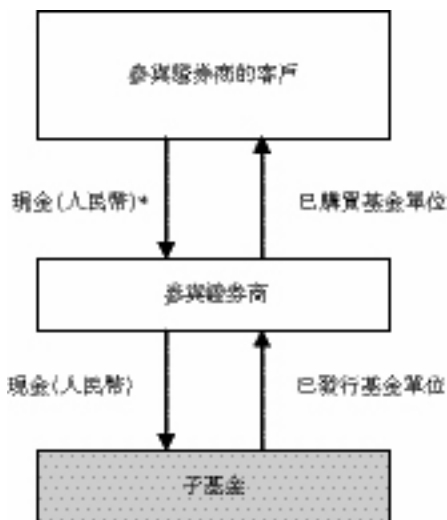 參與證券商的客戶
現金(人民幣)*
已購買基金單位
參與證券商
現金(人民幣)
已發行基金單位
子基金